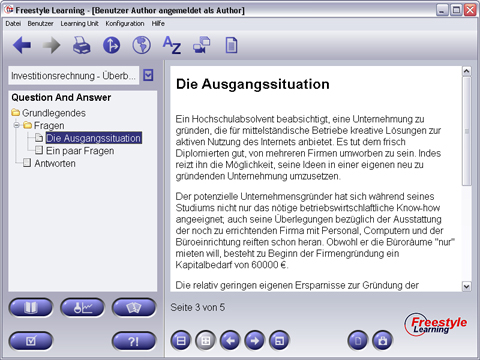 Freestyle Learning - [Benutzer Author angemeldet als Author]
Datei Benutzer Learning Unit Konfiguration Hilfe
AZ
Investitionsrechnung - Überb...
Question And Answer
Grundlegendes
Fragen
Die Ausgangssituation
Ein paar Fragen
Antworten
?!
Die Ausgangssituation
Ein Hochschulabsolvent beabsichtigt, eine Unternehmung zu
gründen, die für mittelständische Betriebe kreative Lösungen zur
aktiven Nutzung des Internets anbietet. Es tut dem frisch
Diplomierten gut, von mehreren Firmen umworben zu sein. Indes
reizt ihn die Möglichkeit, seine Ideen in einer eigenen neu zu
gründenden Unternehmung umzusetzen.
Der potenzielle Unternehmensgründer hat sich während seines
Studiums nicht nur das nötige betriebswirtschaftliche Know-how
angeeignet; auch seine Überlegungen bezüglich der Ausstattung
der noch zu errichtenden Firma mit Personal, Computern und der
Büroeinrichtung reiften schon heran. Obwohl er die Büroräume "nur"
mieten will, besteht zu Beginn der Firmengründung ein
Kapitalbedarf von 60000 €.
Die relativ geringen eigenen Ersparnisse zur Gründung der
Seite 3 von 5
Freestyle
Learning